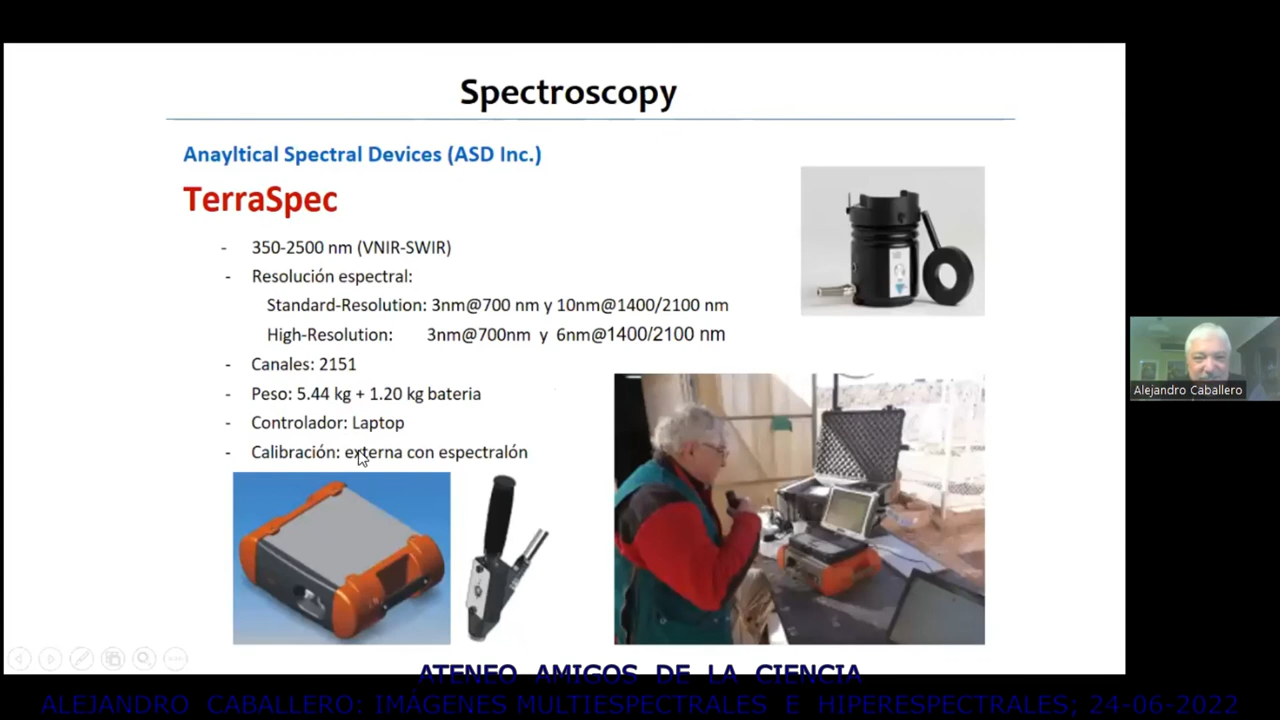 Spectroscopy
Anayltical Spectral Devices (ASD Inc.)
TerraSpec
- 350-2500 nm (VNIR-SWIR)
- Resolución espectral:
Standard-Resolution: 3nm@700 nm y 10nm@1400/2100 nm
High-Resolution: 3nm@700nm y 6nm@1400/2100 nm
- Canales: 2151
- Peso: 5.44 kg + 1.20 kg bateria
- Controlador: Laptop
- Calibración: externa con espectralón
Alejandro Caballero
ATENEO AMIGOS DE LA CIENCIA
ALEJANDRO CABALLERO: IMÁGENES MULTIESPECTRALES E HIPERESPECTRALES; 24-06-2022